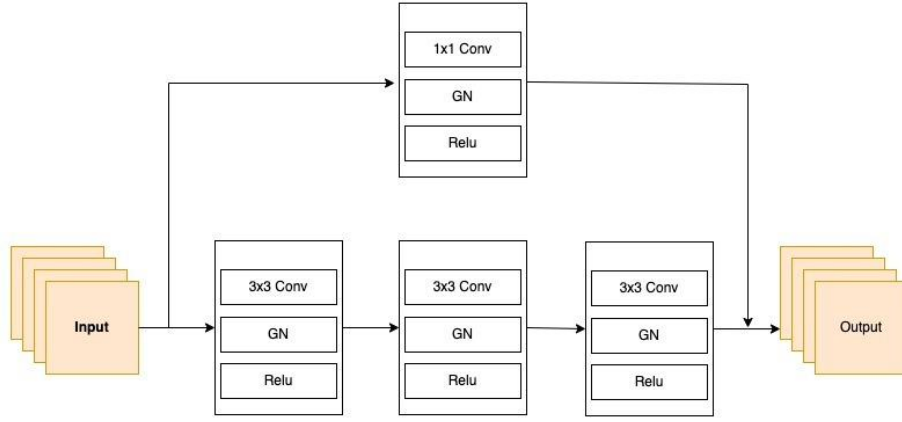 1x1 Conv
GN
Relu
Input
3x3 Conv
GN
Relu
3x3 Conv
GN
Relu
3x3 Conv
GN
Relu
Output